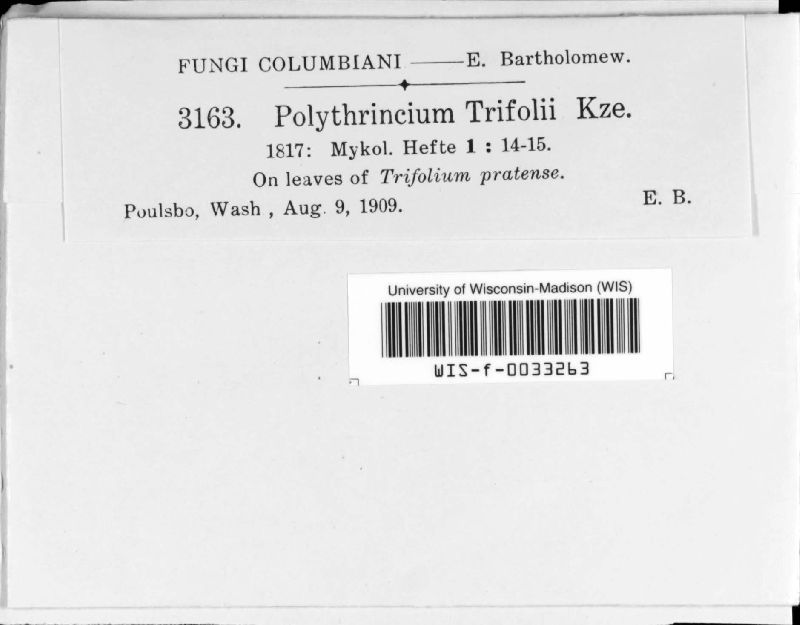 FUNGI COLUMBIANI —— E. Bartholomew.
3163. Polythrincium Trifolii Kze.
1817: Mykol. Hefte 1 : 14-15.
On leaves of Trifolium pratense.
Poulsbo, Wash , Aug. 9, 1909.
E. B.
University of Wisconsin-Madison (WIS)
WIS-f-0033263